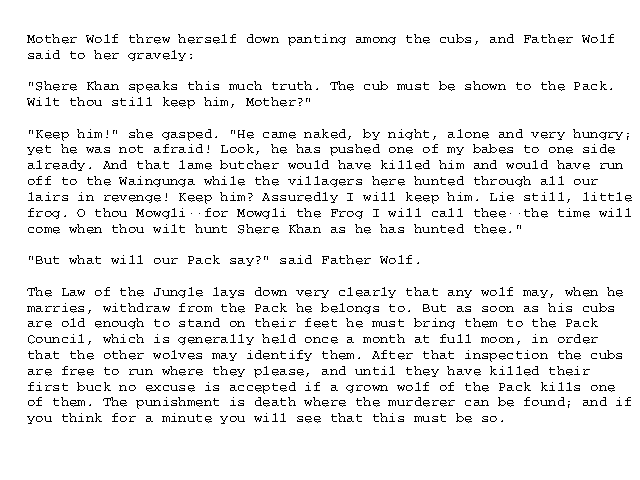 Mother Wolf threw herself down panting among the cubs, and Father Wolf
said to her gravely:

"Shere Khan speaks this much truth. The cub must be shown to the Pack.
Wilt thou still keep him, Mother?"

"Keep him!" she gasped. "He came naked, by night, alone and very hungry;
yet he was not afraid! Look, he has pushed one of my babes to one side
already. And that lame butcher would have killed him and would have run
off to the Waingunga while the villagers here hunted through all our
lairs in revenge! Keep him? Assuredly I will keep him. Lie still, little
frog. O thou Mowgli--for Mowgli the Frog I will call thee--the time will
come when thou wilt hunt Shere Khan as he has hunted thee."

"But what will our Pack say?" said Father Wolf.

The Law of the Jungle lays down very clearly that any wolf may, when he
marries, withdraw from the Pack he belongs to. But as soon as his cubs
are old enough to stand on their feet he must bring them to the Pack
Council, which is generally held once a month at full moon, in order
that the other wolves may identify them. After that inspection the cubs
are free to run where they please, and until they have killed their
first buck no excuse is accepted if a grown wolf of the Pack kills one
of them. The punishment is death where the murderer can be found; and if
you think for a minute you will see that this must be so.